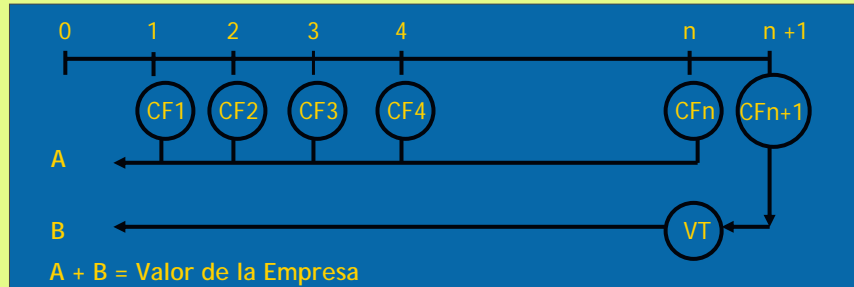 0 1 2 3 4 n n +1
CF1 CF2 CF3 CF4 CFn CFn+1
A
B VT
A + B = Valor de la Empresa